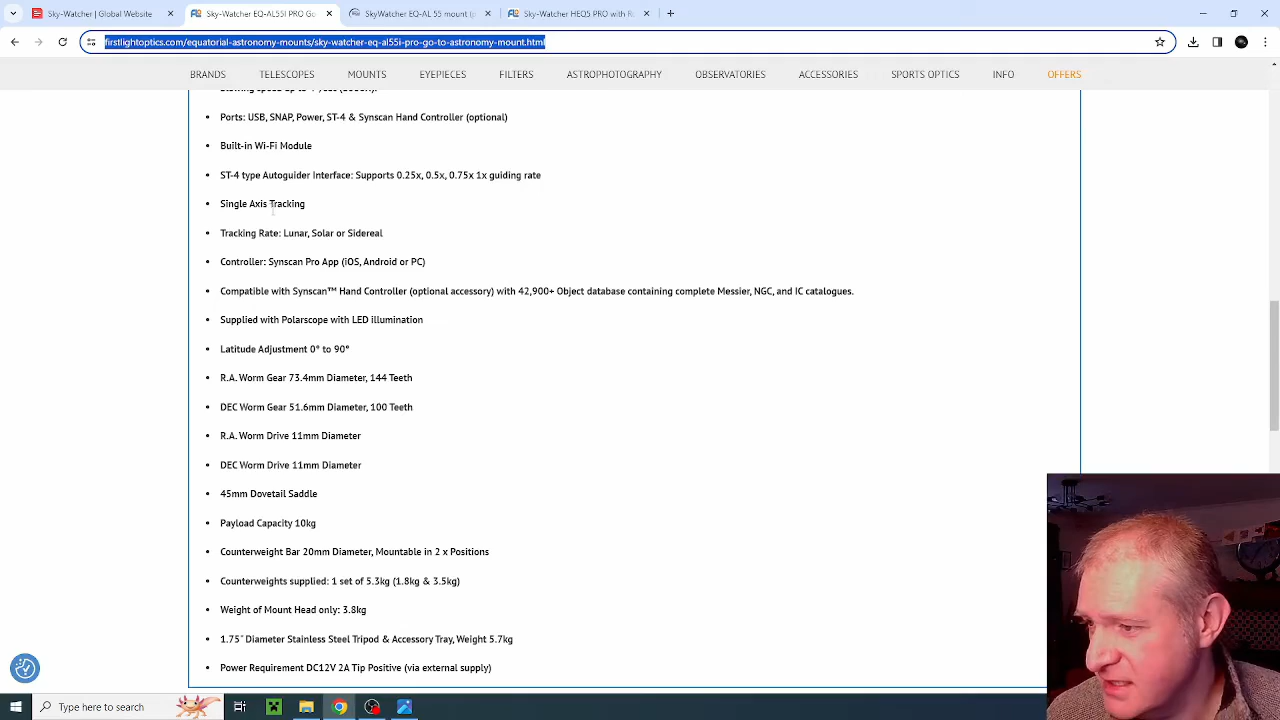 Sky-Watcher | Global Website
Sky-Watcher EQ-AL55i PRO Go
SkyWatcher EQ-AL 55 mount (p
Sky-Watcher HEQ5 PRO with R
firstlightoptics.com/equatorial-astronomy-mounts/sky-watcher-eq-al55i-pro-go-to-astronomy-mount.html
BRANDS TELESCOPES MOUNTS EYEPIECES FILTERS ASTROPHOTOGRAPHY OBSERVATORIES ACCESSORIES SPORTS OPTICS INFO OFFERS
• Ports: USB, SNAP, Power, ST-4 & Synscan Hand Controller (optional)
• Built-in Wi-Fi Module
• ST-4 type Autoguider Interface: Supports 0.25x, 0.5x, 0.75x 1x guiding rate
• Single Axis Tracking
• Tracking Rate: Lunar, Solar or Sidereal
• Controller: Synscan Pro App (iOS, Android or PC)
• Compatible with Synscan™ Hand Controller (optional accessory) with 42,900+ Object database containing complete Messier, NGC, and IC catalogues.
• Supplied with Polarscope with LED illumination
• Latitude Adjustment 0° to 90°
• R.A. Worm Gear 73.4mm Diameter, 144 Teeth
• DEC Worm Gear 51.6mm Diameter, 100 Teeth
• R.A. Worm Drive 11mm Diameter
• DEC Worm Drive 11mm Diameter
• 45mm Dovetail Saddle
• Payload Capacity 10kg
• Counterweight Bar 20mm Diameter, Mountable in 2 x Positions
• Counterweights supplied: 1 set of 5.3kg (1.8kg & 3.5kg)
• Weight of Mount Head only: 3.8kg
• 1.75" Diameter Stainless Steel Tripod & Accessory Tray, Weight 5.7kg
• Power Requirement DC12V 2A Tip Positive (via external supply)
Type here to search